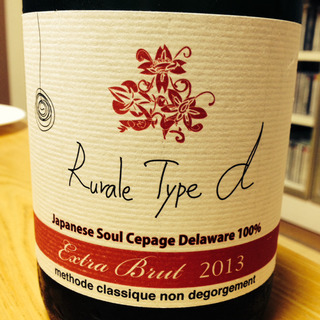 Rurale Type d
Japanese Soul Cepage Delaware 100%
Extra Brut 2013
methode classique non degorgement